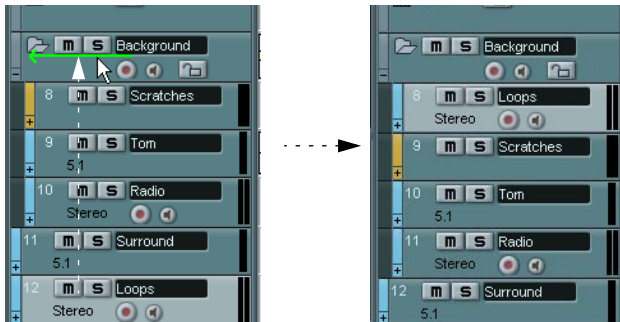 m S Background
8 m S Scratches
9 m S Tom
5.1
10 m S Radio
Stereo
11 m S Surround
5.1
12 m S Loops
Stereo
m S Background
8 m S Loops
Stereo
9 m S Scratches
10 m S Tom
5.1
11 m S Radio
Stereo
12 m S Surround
5.1